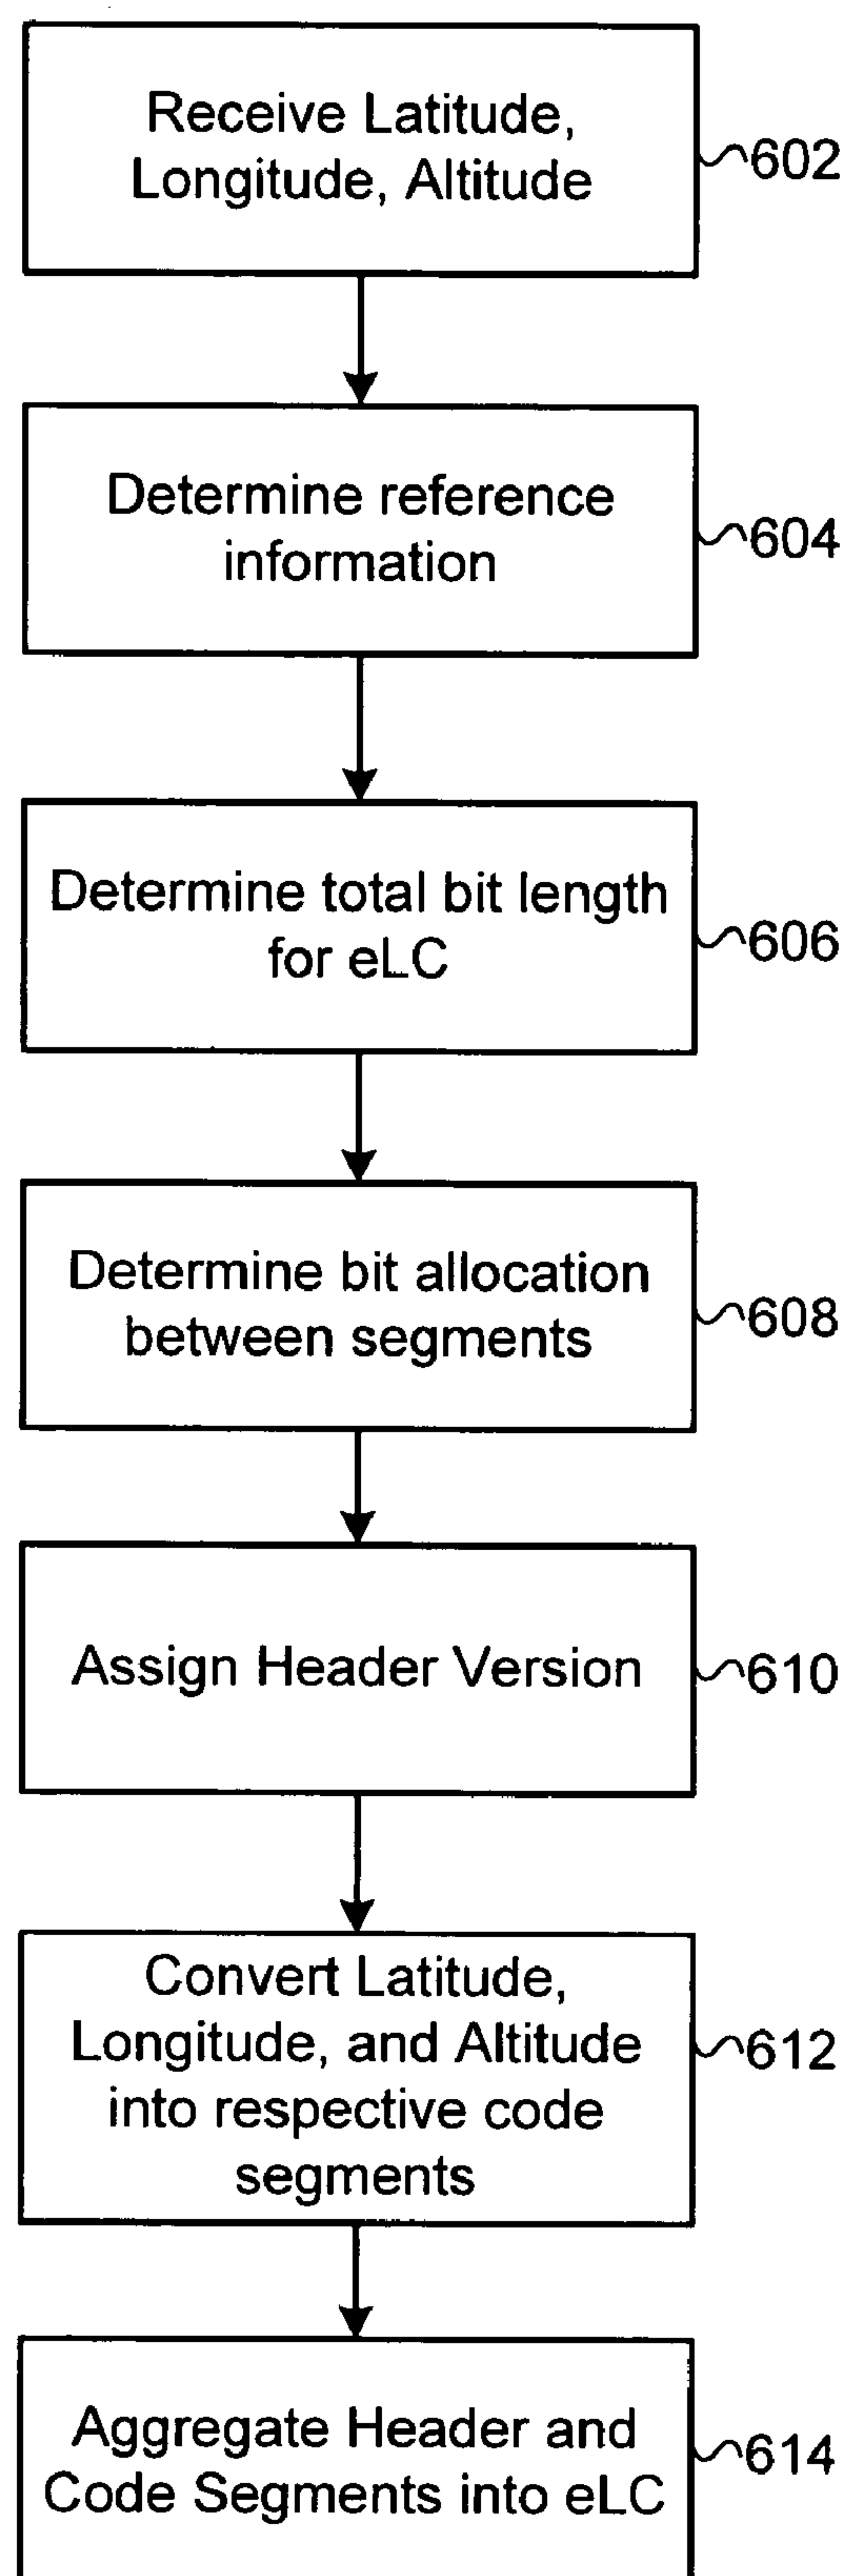 Receive Latitude,
Longitude, Altitude
602
Determine reference
information
604
Determine total bit length
for eLC
606
Determine bit allocation
between segments
608
Assign Header Version
610
Convert Latitude,
Longitude, and Altitude
into respective code
segments
612
Aggregate Header and
Code Segments into eLC
614